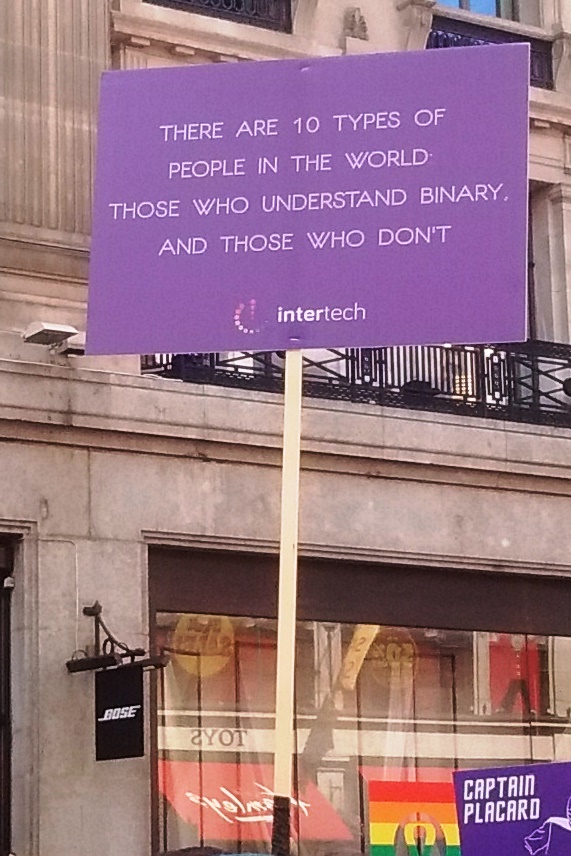 THERE ARE 10 TYPES OF
PEOPLE IN THE WORLD:
THOSE WHO UNDERSTAND BINARY,
AND THOSE WHO DON'T
intertech
BOSE
TOYS
Hamleys
CAPTAIN
PLACARD